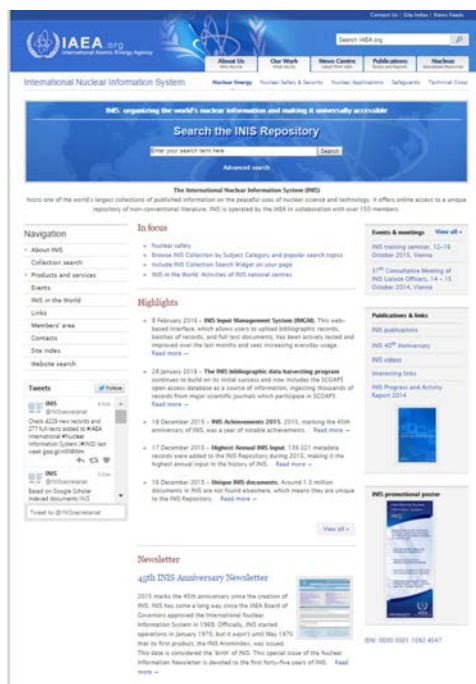 Contact Us | Site Index | News Feeds
IAEA.org
International Atomic Energy Agency
Search IAEA.org
About Us
Our Work
News Centre
Publications
Nucleus
International Nuclear Information System
Nuclear Energy
Nuclear Safety & Security
Nuclear Applications
Safeguards
Technical Coop
INIS: organizing the world's nuclear information and making it universally accessible
Search the INIS Repository
Enter your search term here
Search
Advanced search
The International Nuclear Information System (INIS)
hosts one of the world's largest collections of published information on the peaceful uses of nuclear science and technology. It offers online access to a unique
repository of non-conventional literature. INIS is operated by the IAEA in collaboration with over 150 members.
Navigation
About INIS
Collection search
Products and services
Events
INIS in the World
Links
Members' area
Contacts
Site index
Website search
Tweets
Follow
INIS
@INISsecretariat
Check 4229 new records and
277 full-texts added to #IAEA
International #Nuclear
Information System (#INIS) last
week
INIS
@INISsecretariat
Based on Google Scholar
indexed documents INIS
Tweet to @INISsecretariat
In focus
Nuclear safety
Browse INIS Collection by Subject Category and popular search topics
Include INIS Collection Search Widget on your page
INIS in the World: Activities of INIS national centres
Highlights
8 February 2016 – INIS Input Management System (INIGM). This web-
based interface, which allows users to upload bibliographic records,
batches of records, and full text documents, has been actively tested and
improved over the last months and sees increasing everyday usage.
Read more →
28 January 2016 – The INIS bibliographic data harvesting program
continues to build on its initial success and now includes the SCOAP3
open access database as a source of information, ingesting thousands of
records from major scientific journals which participate in SCOAP3.
Read more →
18 December 2015 – INIS Achievements 2015. 2015, marking the 45th
anniversary of INIS, was a year of notable achievements. Read more →
17 December 2015 – Highest Annual INIS Input. 139,221 metadata
records were added to the INIS Repository during 2015, making it the
highest annual input in the history of INIS. Read more →
16 December 2015 – Unique INIS documents. Around 1.3 million
documents in INIS are not found elsewhere, which means they are unique
to the INIS Repository. Read more →
View all »
Newsletter
45th INIS Anniversary Newsletter
2015 marks the 45th anniversary since the creation of
INIS. INIS has come a long way since the IAEA Board of
Governors approved the International Nuclear
Information System in 1969. Officially, INIS started
operations in January 1970, but it wasn't until May 1970
that its first product, the INIS Atomindex, was issued.
This date is considered the 'birth' of INIS. This special issue of the Nuclear
Information Newsletter is devoted to the first forty-five years of INIS. Read
more →
Events & meetings
View all »
INIS training seminar, 12–16
October 2015, Vienna
37th Consultative Meeting of
INIS Liaison Officers, 14 – 15
October 2014, Vienna
Publications & links
INIS publications
INIS 40th Anniversary
INIS videos
Interesting links
INIS Progress and Activity
Report 2014
INIS promotional poster
INIS
IAEA
ISNI: 0000 0001 1092 4547